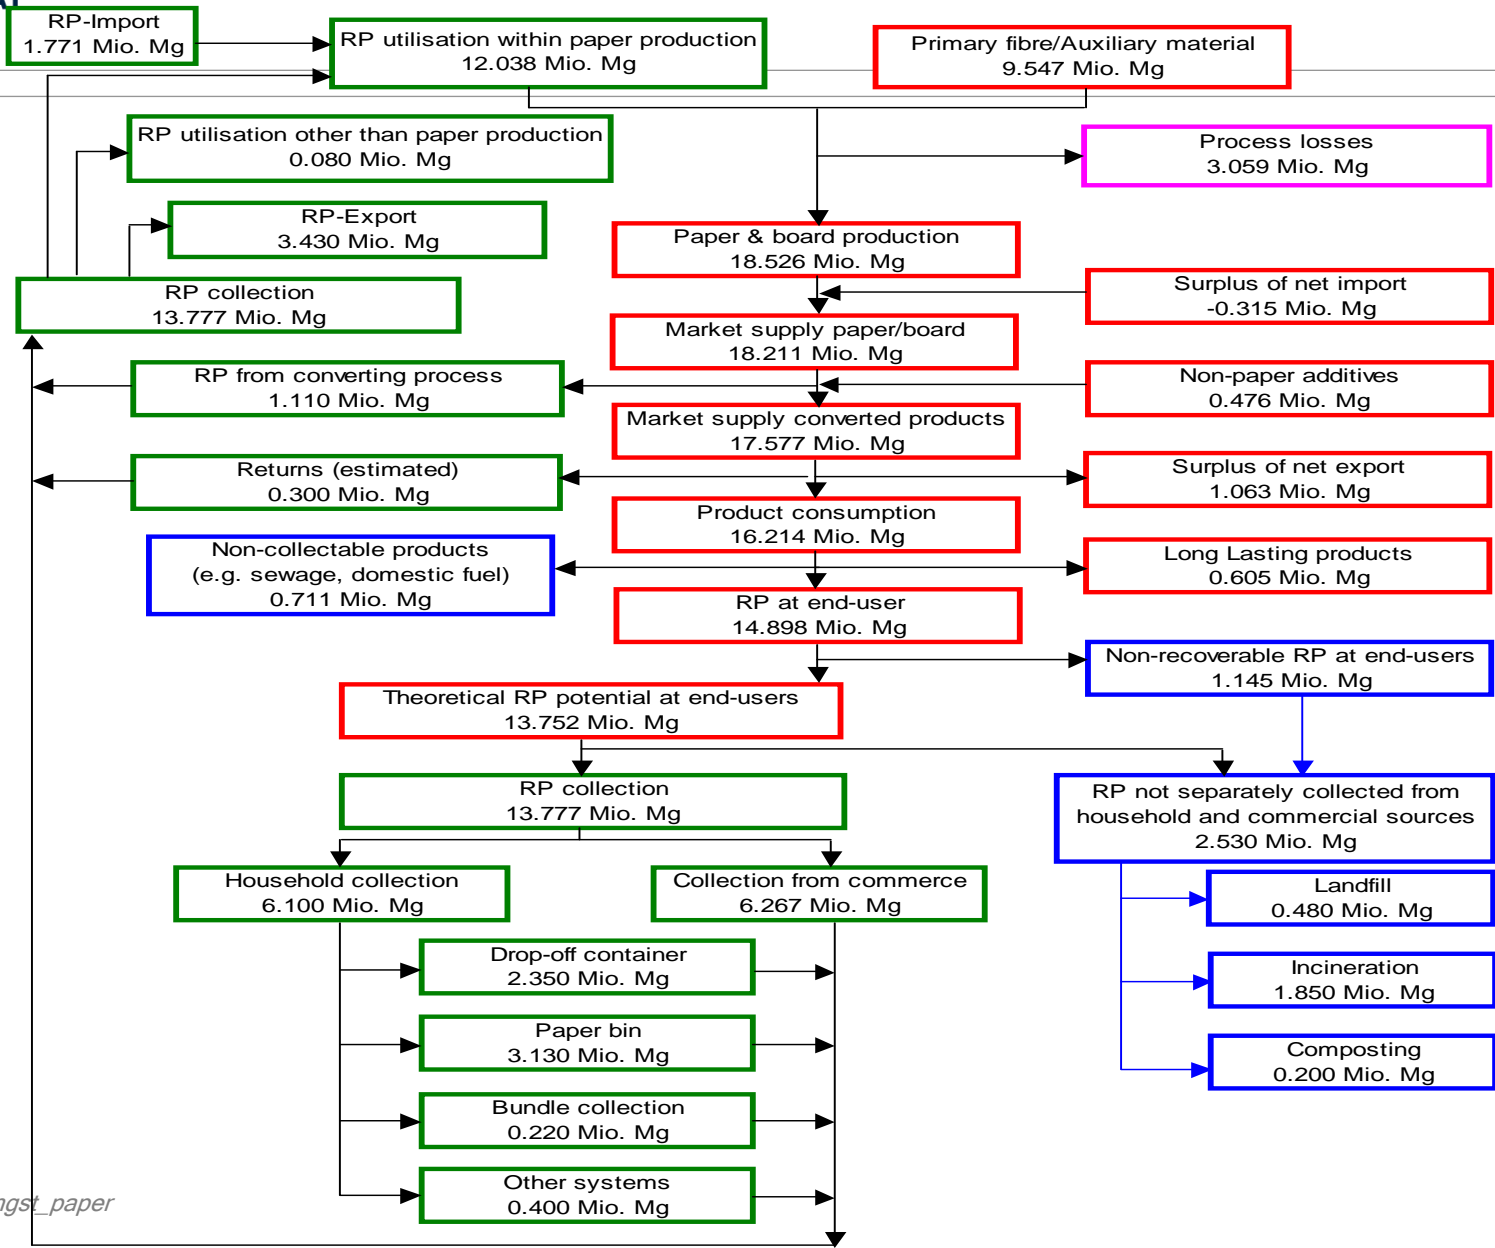 RP-Import
1.771 Mio. Mg
RP utilisation within paper production
12.038 Mio. Mg
Primary fibre/Auxiliary material
9.547 Mio. Mg
RP utilisation other than paper production
0.080 Mio. Mg
Process losses
3.059 Mio. Mg
RP-Export
3.430 Mio. Mg
Paper & board production
18.526 Mio. Mg
RP collection
13.777 Mio. Mg
Surplus of net import
-0.315 Mio. Mg
Market supply paper/board
18.211 Mio. Mg
RP from converting process
1.110 Mio. Mg
Non-paper additives
0.476 Mio. Mg
Market supply converted products
17.577 Mio. Mg
Returns (estimated)
0.300 Mio. Mg
Surplus of net export
1.063 Mio. Mg
Product consumption
16.214 Mio. Mg
Non-collectable products
(e.g. sewage, domestic fuel)
0.711 Mio. Mg
Long Lasting products
0.605 Mio. Mg
RP at end-user
14.898 Mio. Mg
Non-recoverable RP at end-users
1.145 Mio. Mg
Theoretical RP potential at end-users
13.752 Mio. Mg
RP collection
13.777 Mio. Mg
RP not separately collected from
household and commercial sources
2.530 Mio. Mg
Household collection
6.100 Mio. Mg
Collection from commerce
6.267 Mio. Mg
Landfill
0.480 Mio. Mg
Drop-off container
2.350 Mio. Mg
Incineration
1.850 Mio. Mg
Paper bin
3.130 Mio. Mg
Composting
0.200 Mio. Mg
Bundle collection
0.220 Mio. Mg
Other systems
0.400 Mio. Mg
ngst_paper